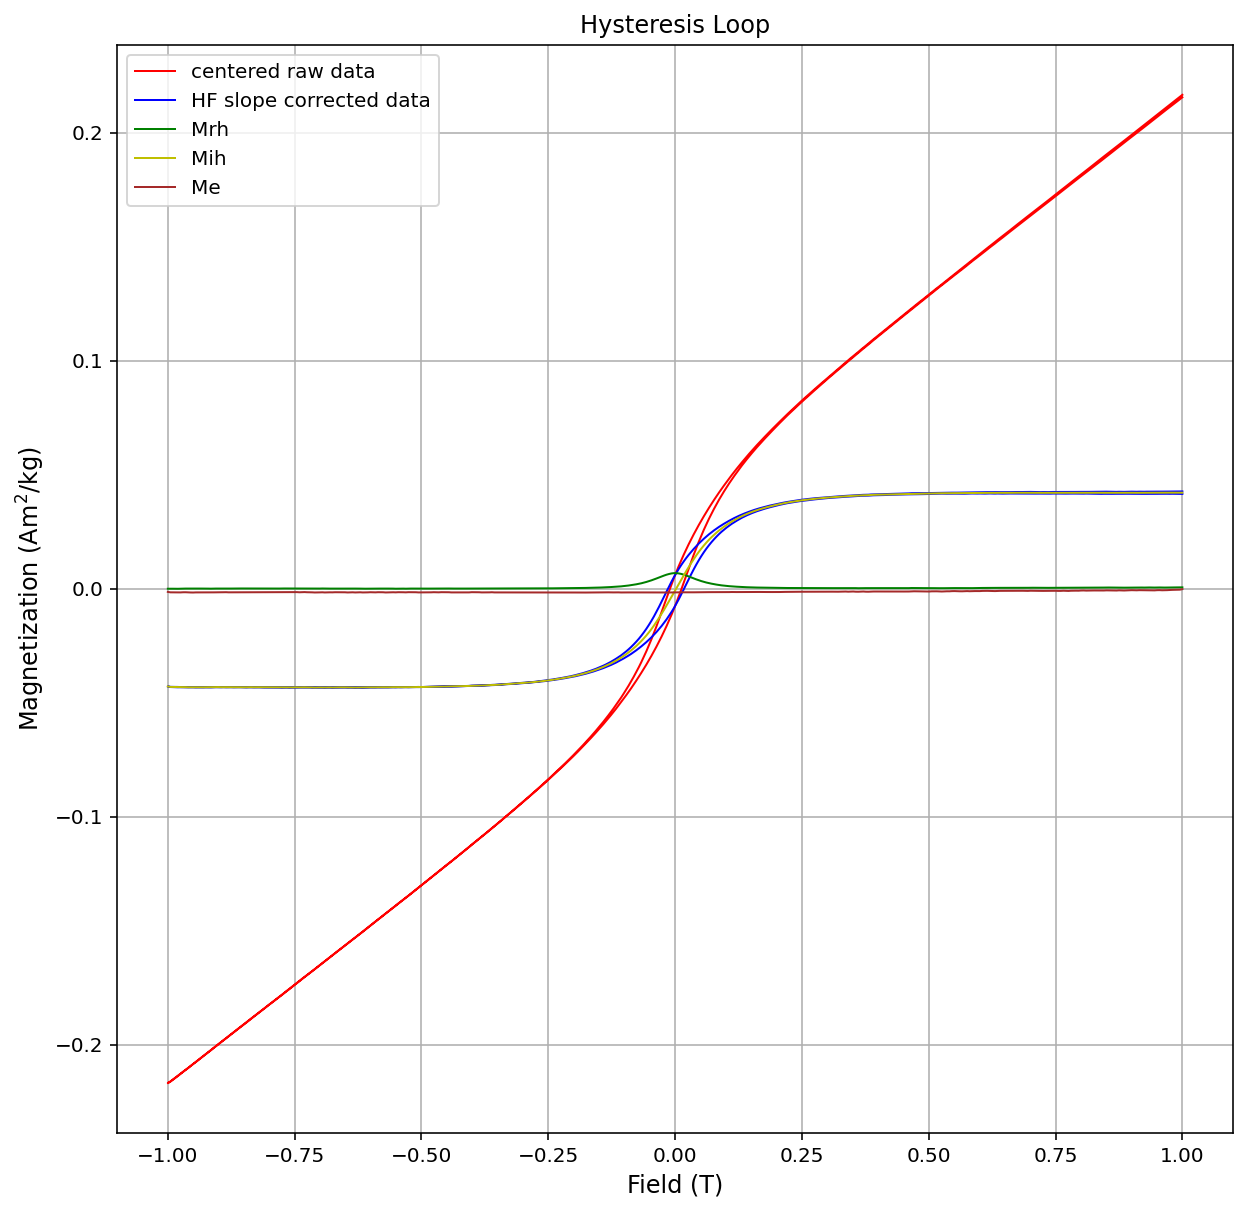 Hysteresis Loop
centered raw data
HF slope corrected data
Mrh
Mih
Me
Magnetization (Am²/kg)
0.2
0.1
0.0
−0.1
−0.2
−1.00 −0.75 −0.50 −0.25 0.00 0.25 0.50 0.75 1.00
Field (T)